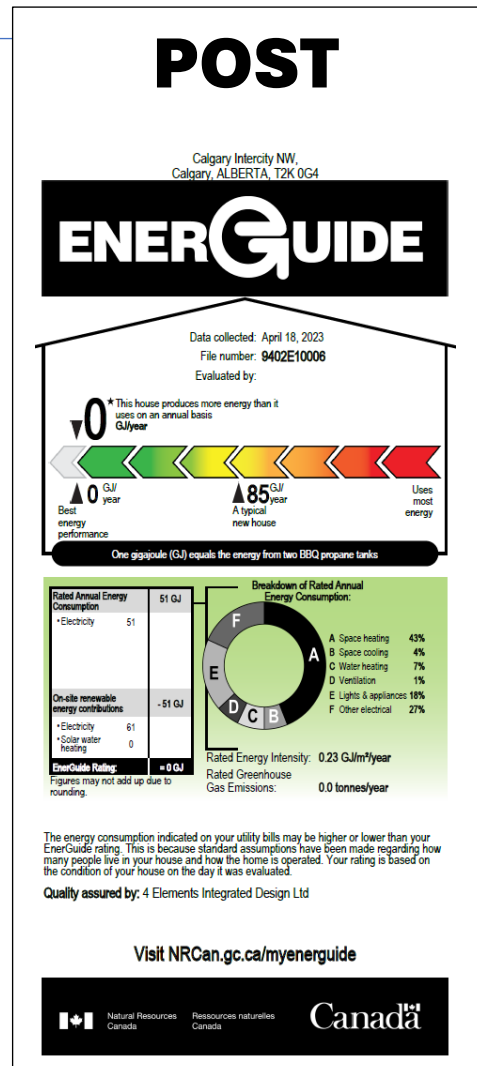 POST
Calgary Intercity NW,
Calgary, ALBERTA, T2K 0G4
ENERGUIDE
Data collected: April 18, 2023
File number: 9402E10006
Evaluated by:
0 * This house produces more energy than it
uses on an annual basis
GJ/year
0 GJ/
year
Best
energy
performance
85 GJ/
year
A typical
new house
Uses
most
energy
One gigajoule (GJ) equals the energy from two BBQ propane tanks
Rated Annual Energy
Consumption
51 GJ
•Electricity 51
On-site renewable
energy contributions
- 51 GJ
•Electricity 61
•Solar water
heating 0
EnerGuide Rating: = 0 GJ
Figures may not add up due to
rounding.
Breakdown of Rated Annual
Energy Consumption:
F
A
E
D
C
B
A Space heating 43%
B Space cooling 4%
C Water heating 7%
D Ventilation 1%
E Lights & appliances 18%
F Other electrical 27%
Rated Energy Intensity: 0.23 GJ/m²/year
Rated Greenhouse
Gas Emissions: 0.0 tonnes/year
The energy consumption indicated on your utility bills may be higher or lower than your
EnerGuide rating. This is because standard assumptions have been made regarding how
many people live in your house and how the home is operated. Your rating is based on
the condition of your house on the day it was evaluated.
Quality assured by: 4 Elements Integrated Design Ltd
Visit NRCan.gc.ca/myenerguide
Natural Resources
Canada
Ressources naturelles
Canada
Canada